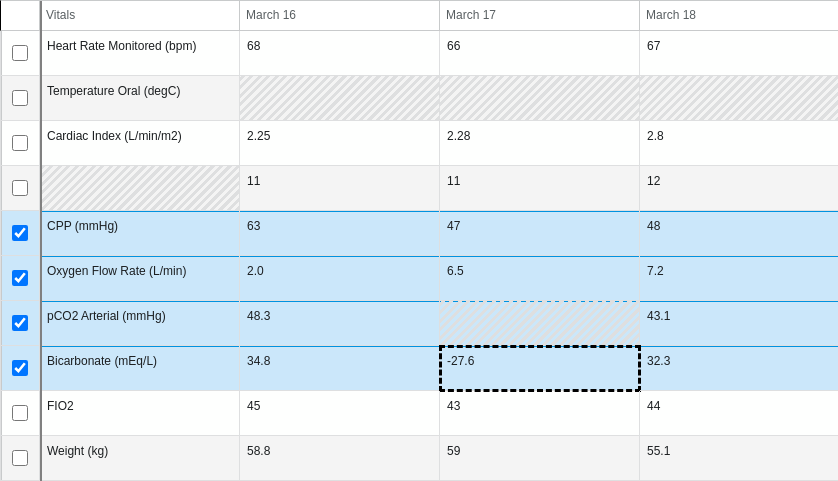 Vitals March 16 March 17 March 18
Heart Rate Monitored (bpm) 68 66 67
Temperature Oral (degC)
Cardiac Index (L/min/m2) 2.25 2.28 2.8
11 11 12
CPP (mmHg) 63 47 48
Oxygen Flow Rate (L/min) 2.0 6.5 7.2
pCO2 Arterial (mmHg) 48.3 43.1
Bicarbonate (mEq/L) 34.8 -27.6 32.3
FIO2 45 43 44
Weight (kg) 58.8 59 55.1